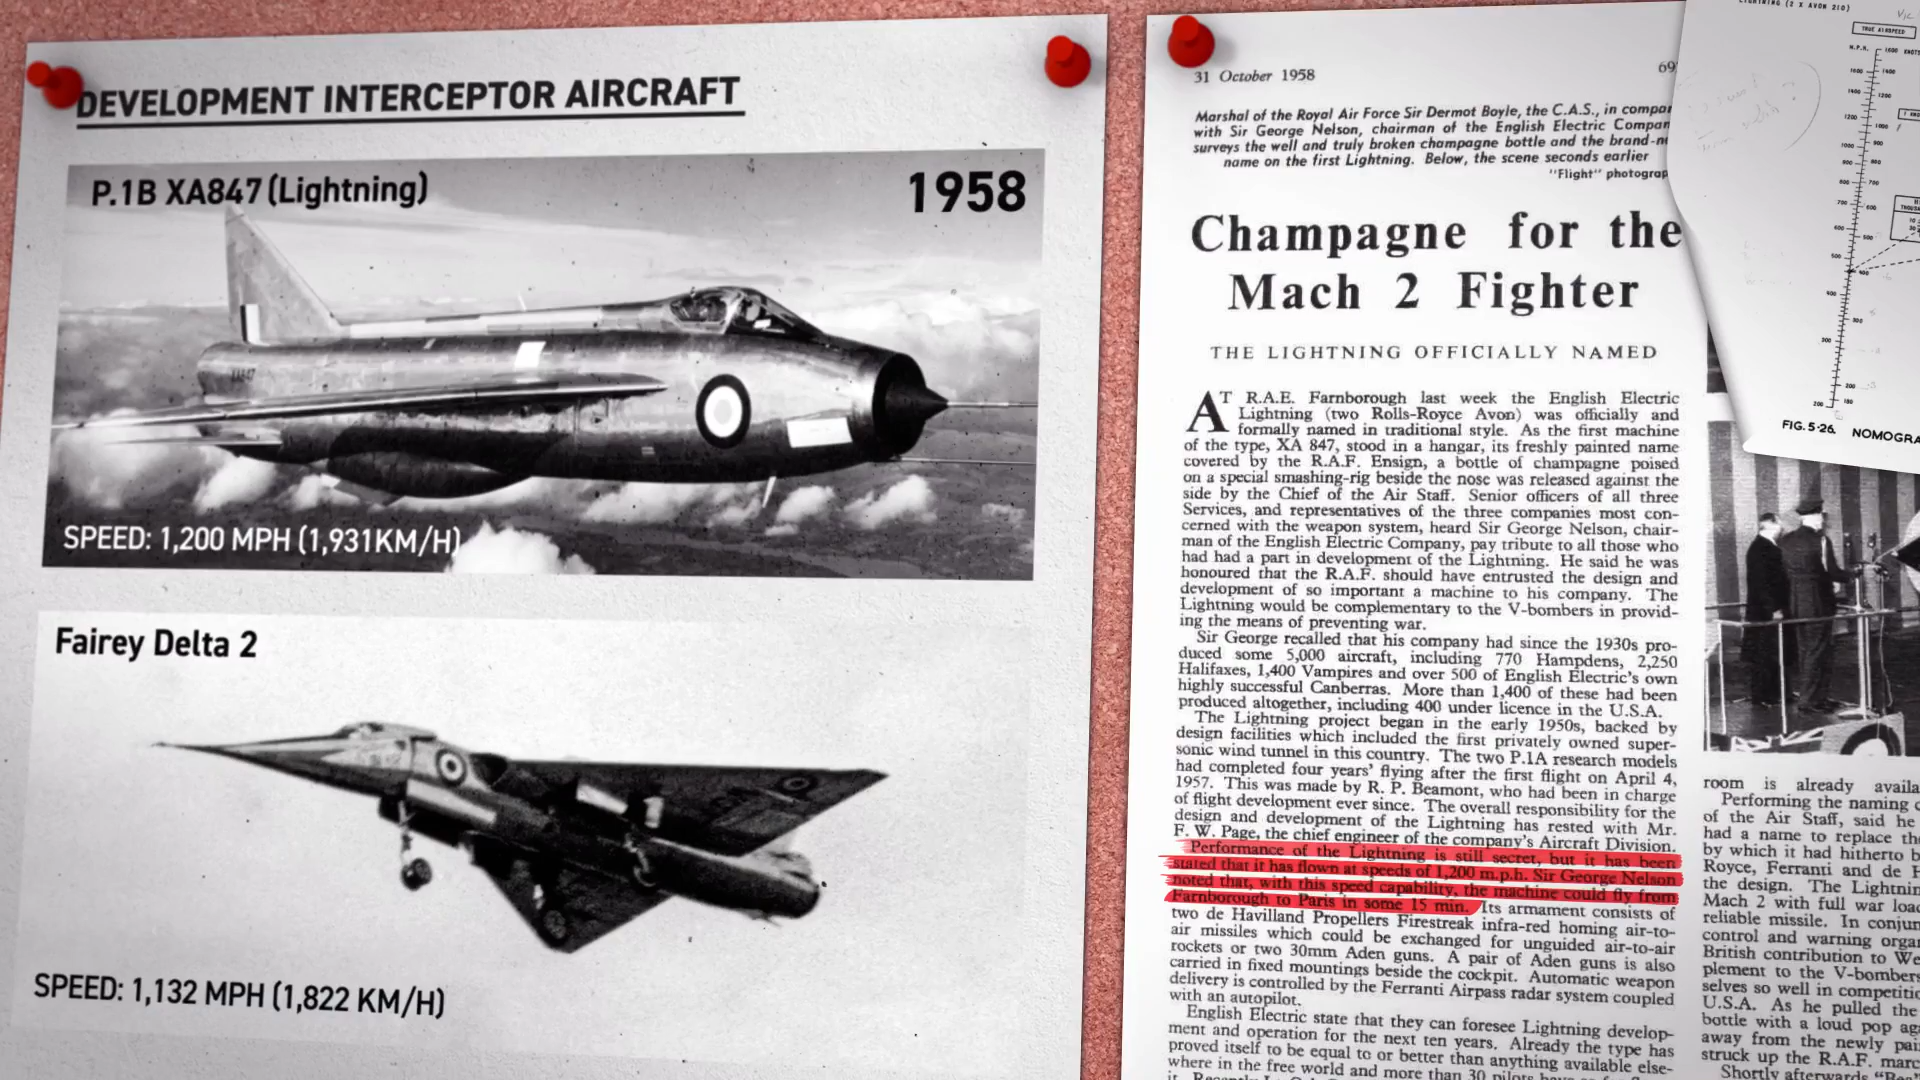 DEVELOPMENT INTERCEPTOR AIRCRAFT
P.1B XA847 (Lightning)
1958
XA847
SPEED: 1,200 MPH (1,931KM/H)
Fairey Delta 2
SPEED: 1,132 MPH (1,822 KM/H)
31 October 1958
69
Marshal of the Royal Air Force Sir Dermot Boyle, the C.A.S., in
with Sir George Nelson, chairman of the English Electric
surveys the well and truly broken champagne bottle and the
name on the first Lightning. Below, the scene seconds earlier
"Flight"
Champagne for the
Mach 2 Fighter
THE LIGHTNING OFFICIALLY NAMED
AT R.A.E. Farnborough last week the English Electric
Lightning (two Rolls-Royce Avon) was officially and
formally named in traditional style. As the first machine
of the type, XA 847, stood in a hangar, its freshly painted name
covered by the R.A.F. Ensign, a bottle of champagne poised
on a special smashing-rig beside the nose was released against the
side by the Chief of the Air Staff. Senior officers of all three
Services, and representatives of the three companies most con-
cerned with the weapon system, heard Sir George Nelson, chair-
man of the English Electric Company, pay tribute to all those who
had had a part in development of the Lightning. He said he was
honoured that the R.A.F. should have entrusted the design and
development of so important a machine to his company. The
Lightning would be complementary to the V-bombers in provid-
ing the means of preventing war.
Sir George recalled that his company had since the 1930s pro-
duced some 5,000 aircraft, including 770 Hampdens, 2,250
Halifaxes, 1,400 Vampires and over 500 of English Electric's own
highly successful Canberras. More than 1,400 of these had been
produced altogether, including 400 under licence in the U.S.A.
The Lightning project began in the early 1950s, backed by
design facilities which included the first privately owned super-
sonic wind tunnel in this country. The two P.1A research models
had completed four years' flying after the first flight on April 4,
1957. This was made by R. P. Beamont, who had been in charge
of flight development ever since. The overall responsibility for the
design and development of the Lightning has rested with Mr.
F. W. Page, the chief engineer of the company's Aircraft Division.
Performance of the Lightning is still secret, but it has been
stated that it has flown at speeds of 1,200 m.p.h. Sir George Nelson
noted that, with this speed capability, the machine could fly from
Farnborough to Paris in some 15 min. Its armament consists of
two de Havilland Propellers Firestreak infra-red homing air-to-
air missiles which could be exchanged for unguided air-to-air
rockets or two 30mm Aden guns. A pair of Aden guns is also
carried in fixed mountings beside the cockpit. Automatic weapon
delivery is controlled by the Ferranti Airpass radar system coupled
with an autopilot.
English Electric state that they can foresee Lightning develop-
ment and operation for the next ten years. Already the type has
proved itself to be equal to or better than anything available else-
where in the free world and more than 30 pilots have
LIGHTNING (2 X AVON 210)
TRUE AIRSPEED
FIG. 5·26.
room is already
Performing the naming
of the Air Staff, said he
had a name to replace
by which it had hitherto
Royce, Ferranti and de
the design. The
Mach 2 with full war
reliable missile. In
control and warning
British contribution to
plement to the V-bombers
selves so well in
U.S.A. As he pulled the
bottle with a loud pop
away from the newly
struck up the R.A.F.
Shortly afterwards